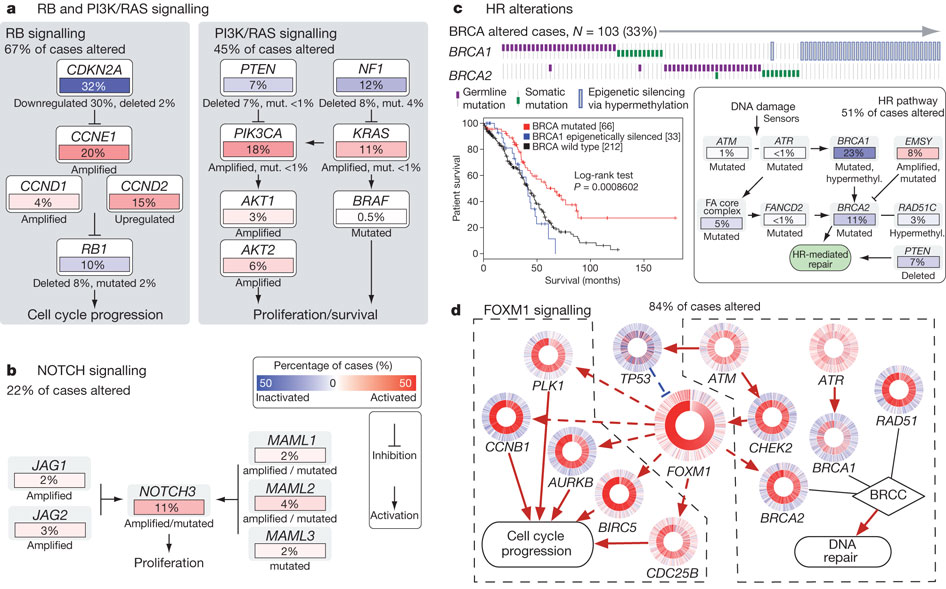 a RB and PI3K/RAS signalling
RB signalling
67% of cases altered
CDKN2A
32%
Downregulated 30%, deleted 2%
CCNE1
20%
Amplified
CCND1
4%
Amplified
CCND2
15%
Upregulated
RB1
10%
Deleted 8%, mutated 2%
Cell cycle progression
PI3K/RAS signalling
45% of cases altered
PTEN
7%
Deleted 7%, mut. <1%
NF1
12%
Deleted 8%, mut. 4%
PIK3CA
18%
Amplified, mut. <1%
KRAS
11%
Amplified, mut. <1%
AKT1
3%
Amplified
BRAF
0.5%
Mutated
AKT2
6%
Amplified
Proliferation/survival
b NOTCH signalling
22% of cases altered
Percentage of cases (%)
50 0 50
Inactivated Activated
Inhibition
Activation
JAG1
2%
Amplified
JAG2
3%
Amplified
NOTCH3
11%
Amplified/mutated
Proliferation
MAML1
2%
amplified / mutated
MAML2
4%
amplified / mutated
MAML3
2%
mutated
c HR alterations
BRCA altered cases, N = 103 (33%)
BRCA1
BRCA2
Germline
mutation
Somatic
mutation
Epigenetic silencing
via hypermethylation
Patient survival
100
80
60
40
20
0
0 50 100 150
Survival (months)
BRCA mutated [66]
BRCA1 epigenetically silenced [33]
BRCA wild type [212]
Log-rank test
P = 0.0008602
HR pathway
51% of cases altered
DNA damage
Sensors
ATM
1%
Mutated
ATR
<1%
Mutated
BRCA1
23%
Mutated,
hypermethyl.
EMSY
8%
Amplified,
mutated
FA core
complex
5%
Mutated
FANCD2
<1%
Mutated
BRCA2
11%
Mutated
RAD51C
3%
Hypermethyl.
HR-mediated
repair
PTEN
7%
Deleted
d FOXM1 signalling
84% of cases altered
PLK1
TP53
ATM
ATR
RAD51
CCNB1
AURKB
FOXM1
CHEK2
BRCA1
BIRC5
BRCA2
BRCC
CDC25B
Cell cycle
progression
DNA
repair